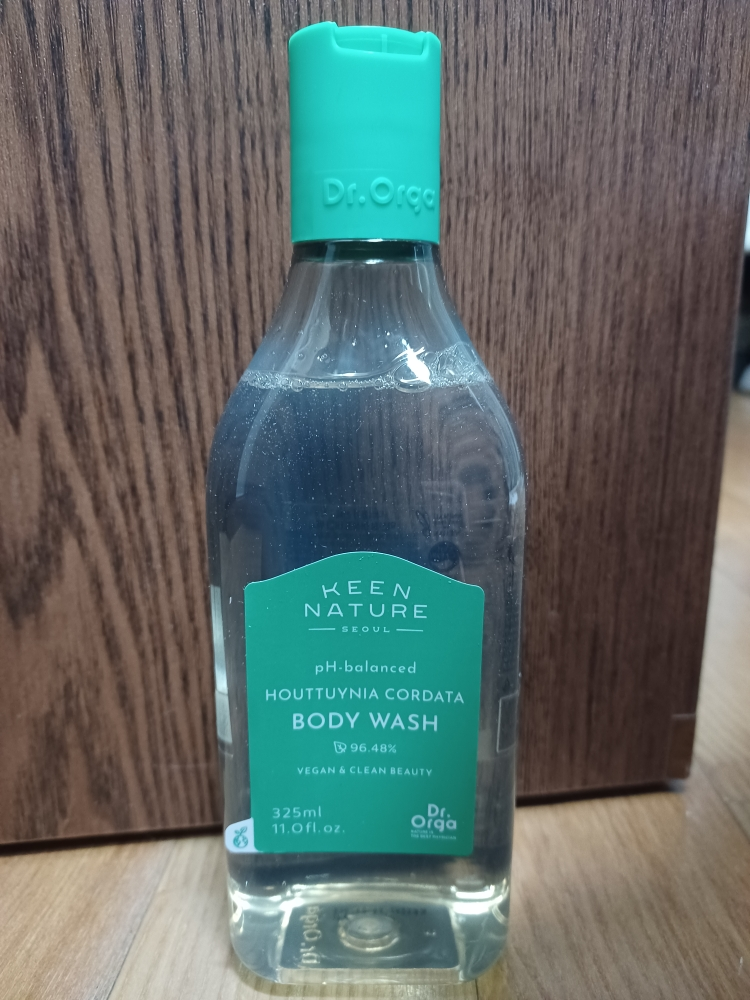 Dr.Orga
KEEN
NATURE
SEOUL
pH-balanced
HOUTTUYNIA CORDATA
BODY WASH
96.48%
VEGAN & CLEAN BEAUTY
325ml
11.0fl.oz.
Dr.
Orga